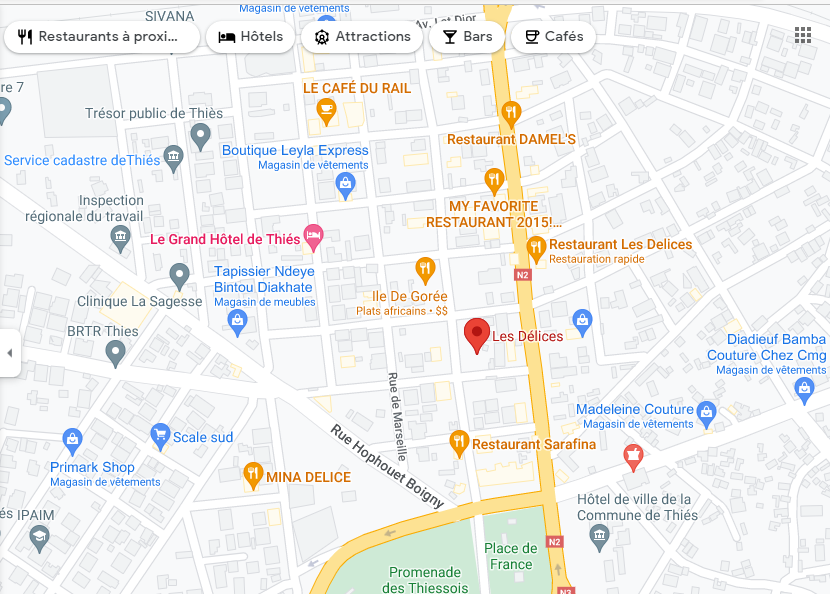 SIVANA
Magasin de vêtements
Av. Lat Dior
Restaurants à proxi...
Hôtels
Attractions
Bars
Cafés
re 7
LE CAFÉ DU RAIL
Trésor public de Thiès
Restaurant DAMEL'S
Boutique Leyla Express
Magasin de vêtements
Service cadastre deThiés
MY FAVORITE
RESTAURANT 2015!...
Inspection
régionale du travail
Le Grand Hôtel de Thiés
Restaurant Les Delices
Restauration rapide
N2
Tapissier Ndeye
Bintou Diakhate
Magasin de meubles
Clinique La Sagesse
Ile De Gorée
Plats africains • $$
BRTR Thies
Les Délices
Diadieuf Bamba
Couture Chez Cmg
Magasin de vêtements
Rue de Marseille
Madeleine Couture
Magasin de vêtements
Scale sud
Rue Hophouet Boigny
Restaurant Sarafina
Primark Shop
Magasin de vêtements
MINA DELICE
Hôtel de ville de la
Commune de Thiés
és IPAIM
N2
Place de
France
Promenade
des Thiessois
N3